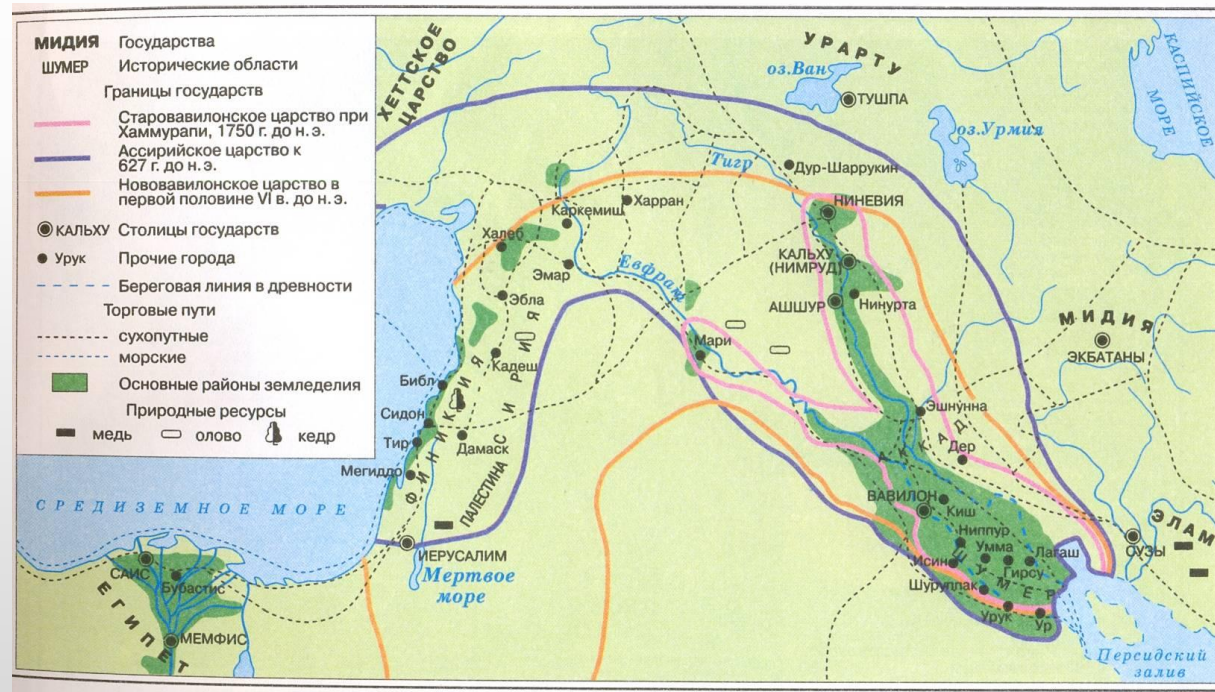 МИДИЯ Государства
ШУМЕР Исторические области
Границы государств
Старовавилонское царство при
Хаммурапи, 1750 г. до н. э.
Ассирийское царство к
627 г. до н. э.
Нововавилонское царство в
первой половине VI в. до н. э.
КАЛЬХУ Столицы государств
Урук Прочие города
Береговая линия в древности
Торговые пути
сухопутные
морские
Основные районы земледелия
Природные ресурсы
медь олово кедр
ХЕТТСКОЕ
ЦАРСТВО
УРАРТУ
оз.Ван
ТУШПА
КАСПИЙСКОЕ
МОРЕ
оз.Урмия
Тигр
Дур-Шаррукин
Харран
НИНЕВИЯ
Каркемиш
Халеб
КАЛЬХУ
(НИМРУД)
Эмар
Евфрат
Эбла
АШШУР
Нинурта
МИДИЯ
ЭКБАТАНЫ
Мари
Кадеш
СИРИЯ
Библ
ФИНИКИЯ
Сидон
Эшнунна
Тир
Дамаск
АККАД
Дер
Мегиддо
ПАЛЕСТИНА
СРЕДИЗЕМНОЕ МОРЕ
ВАВИЛОН
Киш
Ниппур
ЭЛАМ
СУЗЫ
ИЕРУСАЛИМ
Умма
Лагаш
Исин
Гирсу
ШУМЕР
Шуруппак
Мертвое
море
Урук
Ур
САИС
Бубастис
ЕГИПЕТ
МЕМФИС
Персидский
залив